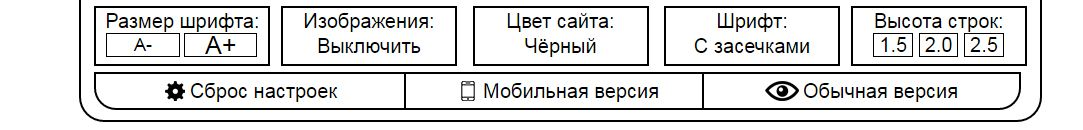 Размер шрифта:
A- A+
Изображения:
Выключить
Цвет сайта:
Чёрный
Шрифт:
С засечками
Высота строк:
1.5 2.0 2.5
Сброс настроек
Мобильная версия
Обычная версия